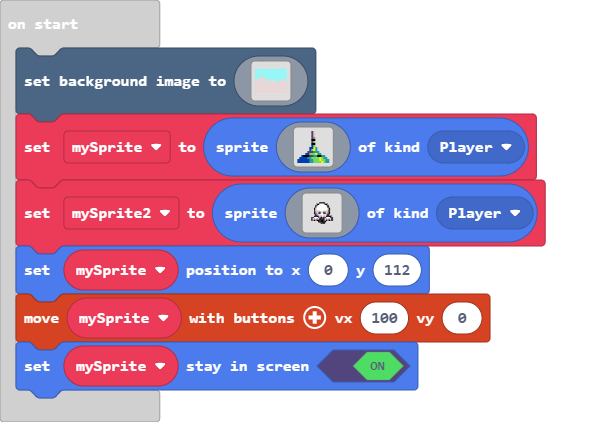 on start
set background image to
set mySprite to sprite of kind Player
set mySprite2 to sprite of kind Player
set mySprite position to x 0 y 112
move mySprite with buttons vx 100 vy 0
set mySprite stay in screen ON